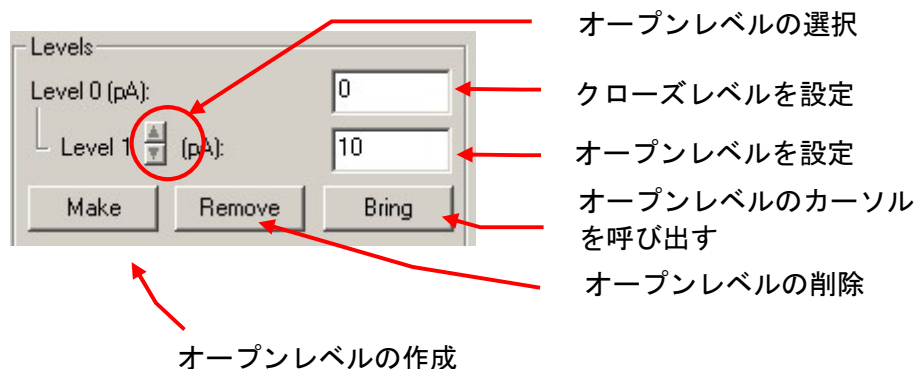 オープンレベルの選択
Levels
Level 0 (pA):
0
クローズレベルを設定
Level 1
(pA):
10
オープンレベルを設定
Make
Remove
Bring
オープンレベルのカーソル
を呼び出す
オープンレベルの削除
オープンレベルの作成